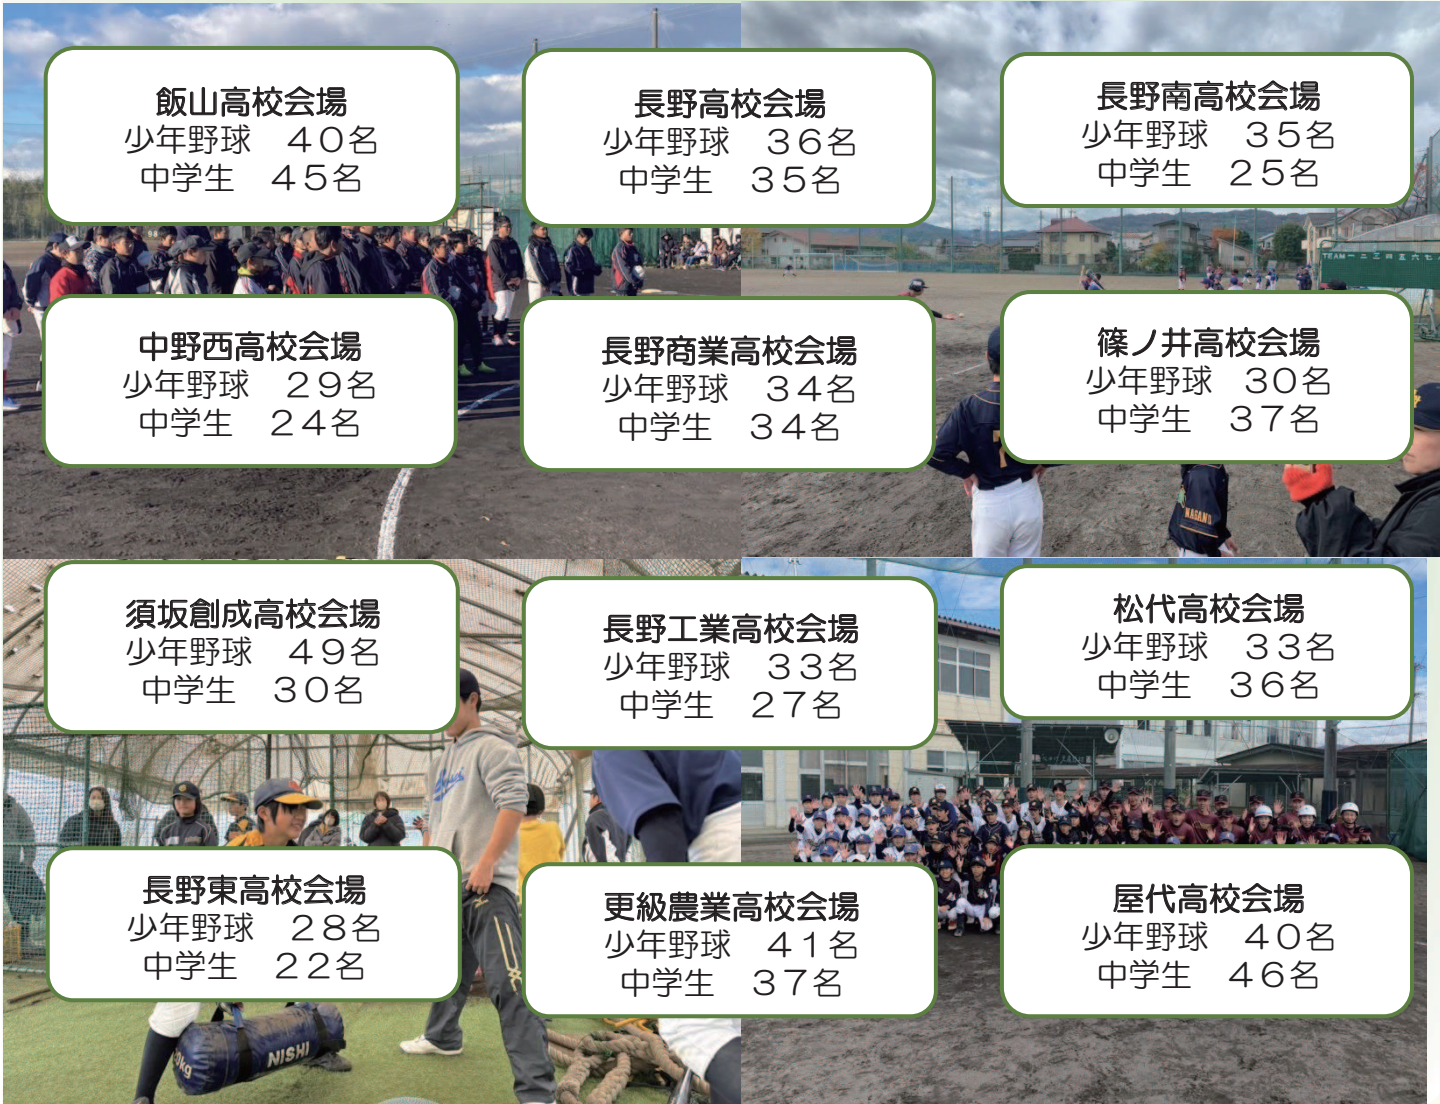 飯山高校会場
少年野球　４０名
中学生　４５名
長野高校会場
少年野球　３６名
中学生　３５名
長野南高校会場
少年野球　３５名
中学生　２５名
TEAM一二三四五六七
中野西高校会場
少年野球　２９名
中学生　２４名
長野商業高校会場
少年野球　３４名
中学生　３４名
篠ノ井高校会場
少年野球　３０名
中学生　３７名
NAGANO
須坂創成高校会場
少年野球　４９名
中学生　３０名
長野工業高校会場
少年野球　３３名
中学生　２７名
松代高校会場
少年野球　３３名
中学生　３６名
長野東高校会場
少年野球　２８名
中学生　２２名
更級農業高校会場
少年野球　４１名
中学生　３７名
屋代高校会場
少年野球　４０名
中学生　４６名
NISHI